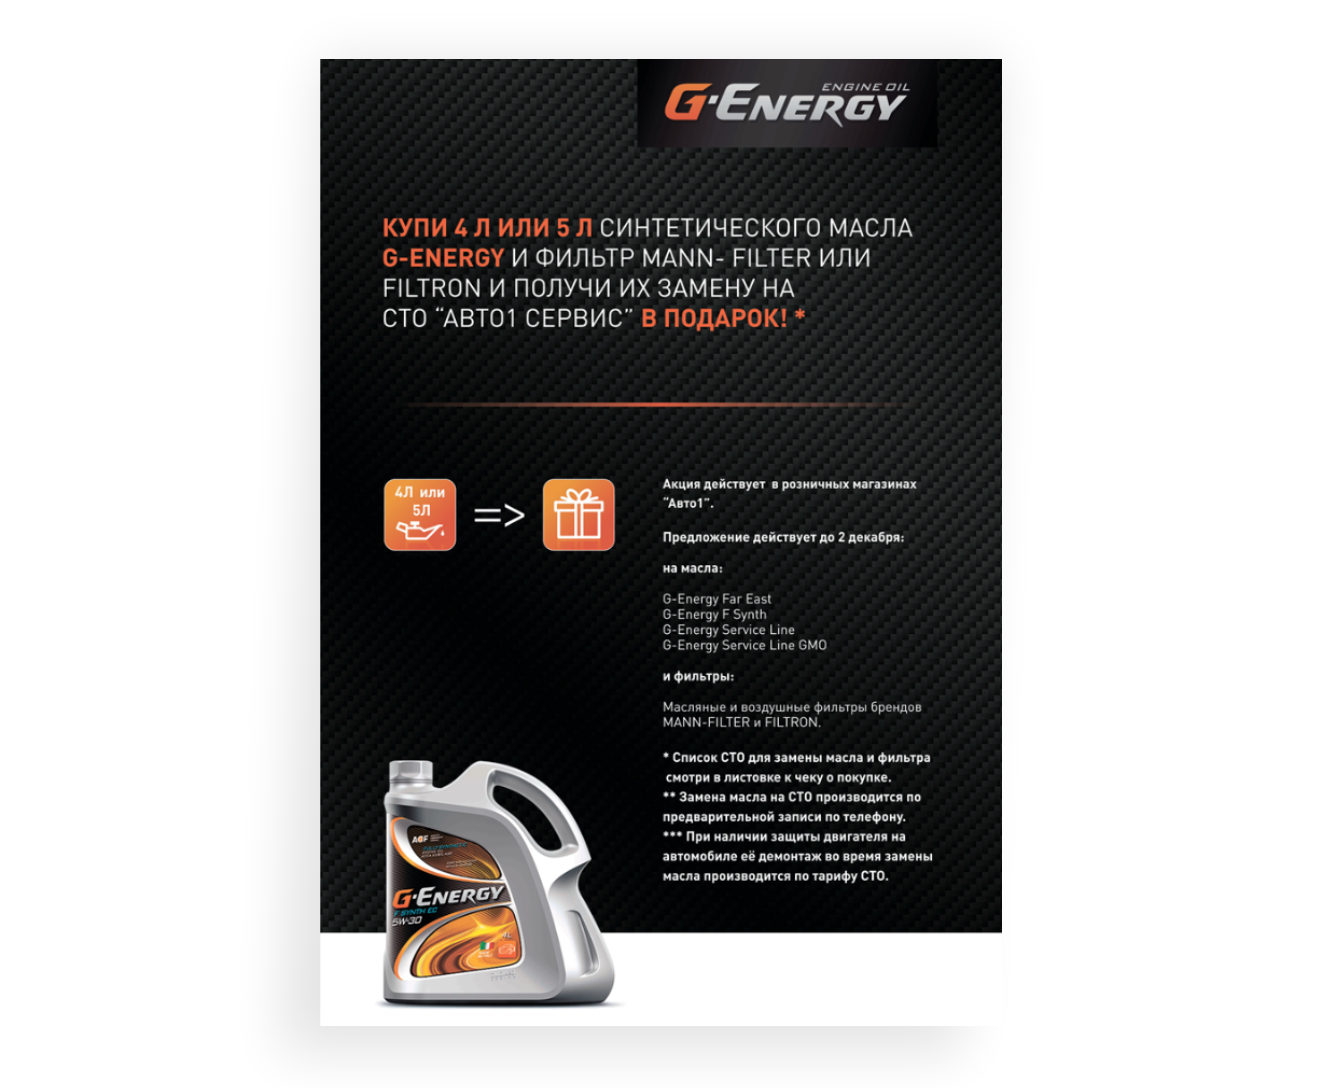 ENGINE OIL
G-ENERGY
КУПИ 4 Л ИЛИ 5 Л СИНТЕТИЧЕСКОГО МАСЛА
G-ENERGY И ФИЛЬТР MANN- FILTER ИЛИ
FILTRON И ПОЛУЧИ ИХ ЗАМЕНУ НА
СТО “АВТО1 СЕРВИС” В ПОДАРОК! *
4Л или
5Л
=>
Акция действует в розничных магазинах
“Авто1”.
Предложение действует до 2 декабря:
на масла:
G-Energy Far East
G-Energy F Synth
G-Energy Service Line
G-Energy Service Line GMO
и фильтры:
Масляные и воздушные фильтры брендов
MANN-FILTER и FILTRON.
* Список СТО для замены масла и фильтра
смотри в листовке к чеку о покупке.
** Замена масла на СТО производится по
предварительной записи по телефону.
*** При наличии защиты двигателя на
автомобиле её демонтаж во время замены
масла производится по тарифу СТО.
ACF
G-ENERGY
F-SYNTH EC
5W-30
4L